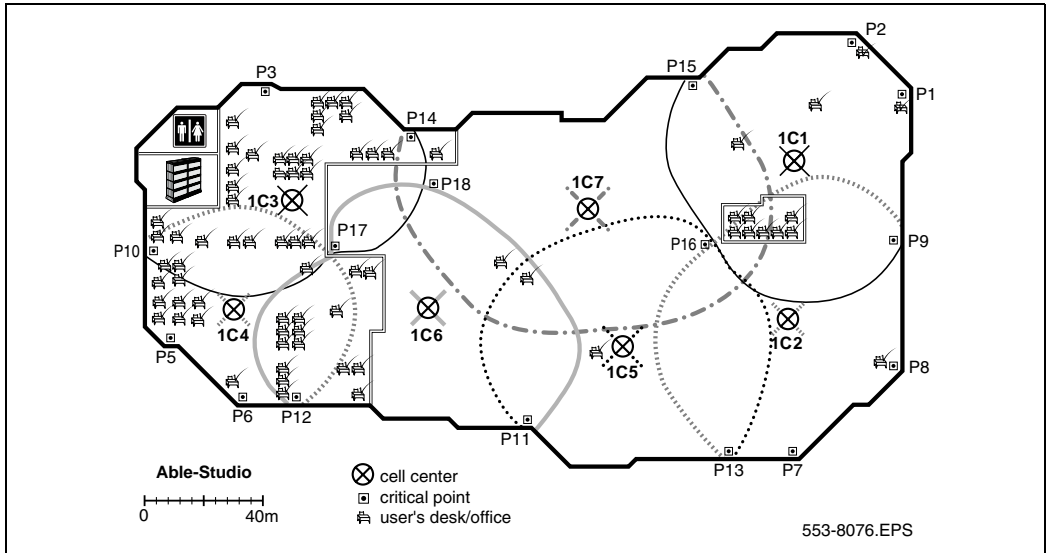 P2
P15
P3
P1
P14
1C1
P18
1C7
1C3
P17
P16
P9
P10
1C4
1C6
1C2
P5
1C5
P8
P6
P12
P11
P13
P7
Able-Studio
0 40m
cell center
critical point
user's desk/office
553-8076.EPS